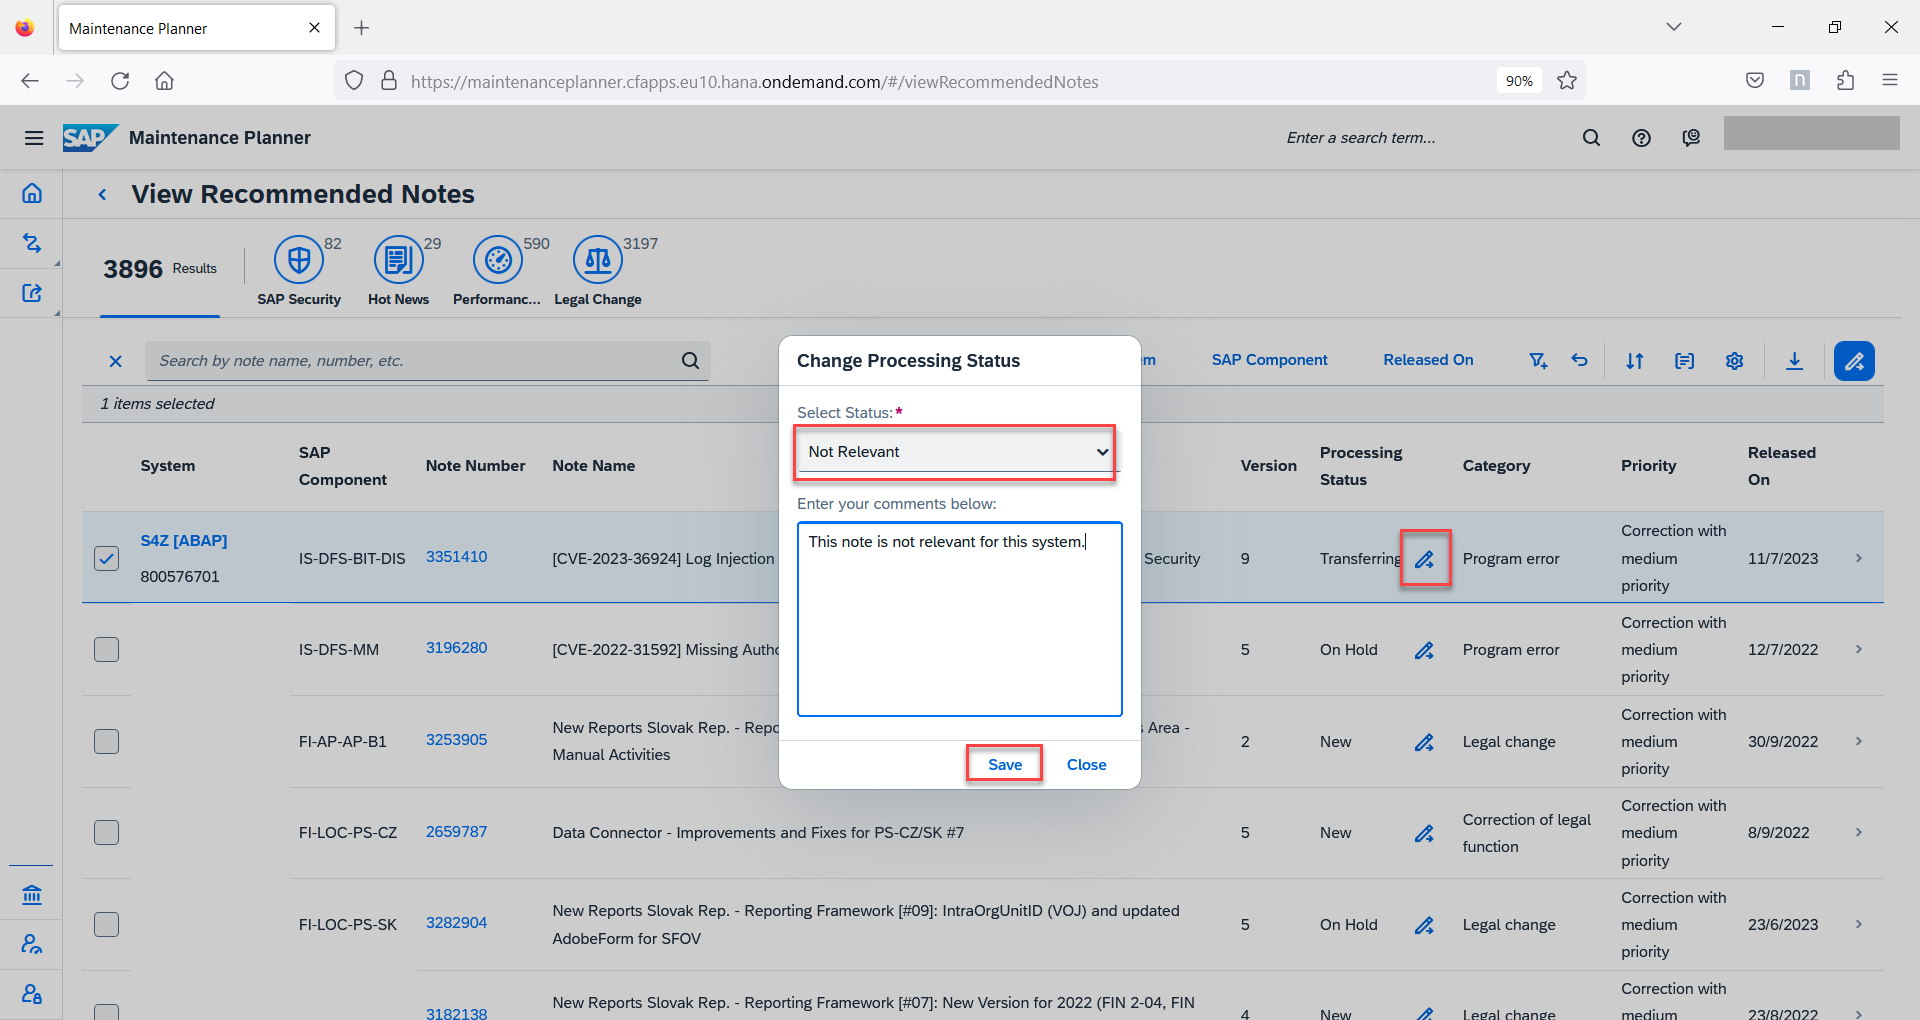 Maintenance Planner
https://maintenanceplanner.cfapps.eu10.hana.ondemand.com/#/viewRecommendedNotes
90%
n
SAP Maintenance Planner
Enter a search term...
View Recommended Notes
3896 Results
82
SAP Security
29
Hot News
590
Performanc...
3197
Legal Change
Search by note name, number, etc.
em
SAP Component
Released On
1 items selected
System
SAP
Component
Note Number
Note Name
Version
Processing
Status
Category
Priority
Released
On
S4Z [ABAP]
800576701
IS-DFS-BIT-DIS
3351410
[CVE-2023-36924] Log Injection
Security
9
Transferring
Program error
Correction with
medium
priority
11/7/2023
IS-DFS-MM
3196280
[CVE-2022-31592] Missing Autho
5
On Hold
Program error
Correction with
medium
priority
12/7/2022
FI-AP-AP-B1
3253905
New Reports Slovak Rep. - Repo
s Area -
Manual Activities
2
New
Legal change
Correction with
medium
priority
30/9/2022
FI-LOC-PS-CZ
2659787
Data Connector - Improvements and Fixes for PS-CZ/SK #7
5
New
Correction of legal
function
Correction with
medium
priority
8/9/2022
FI-LOC-PS-SK
3282904
New Reports Slovak Rep. - Reporting Framework [#09]: IntraOrgUnitID (VOJ) and updated
AdobeForm for SFOV
5
On Hold
Legal change
Correction with
medium
priority
23/6/2023
3182138
New Reports Slovak Rep. - Reporting Framework [#07]: New Version for 2022 (FIN 2-04, FIN
4
New
Legal change
Correction with
medium
23/8/2022
Change Processing Status
Select Status:*
Not Relevant
Enter your comments below:
This note is not relevant for this system.
Save
Close